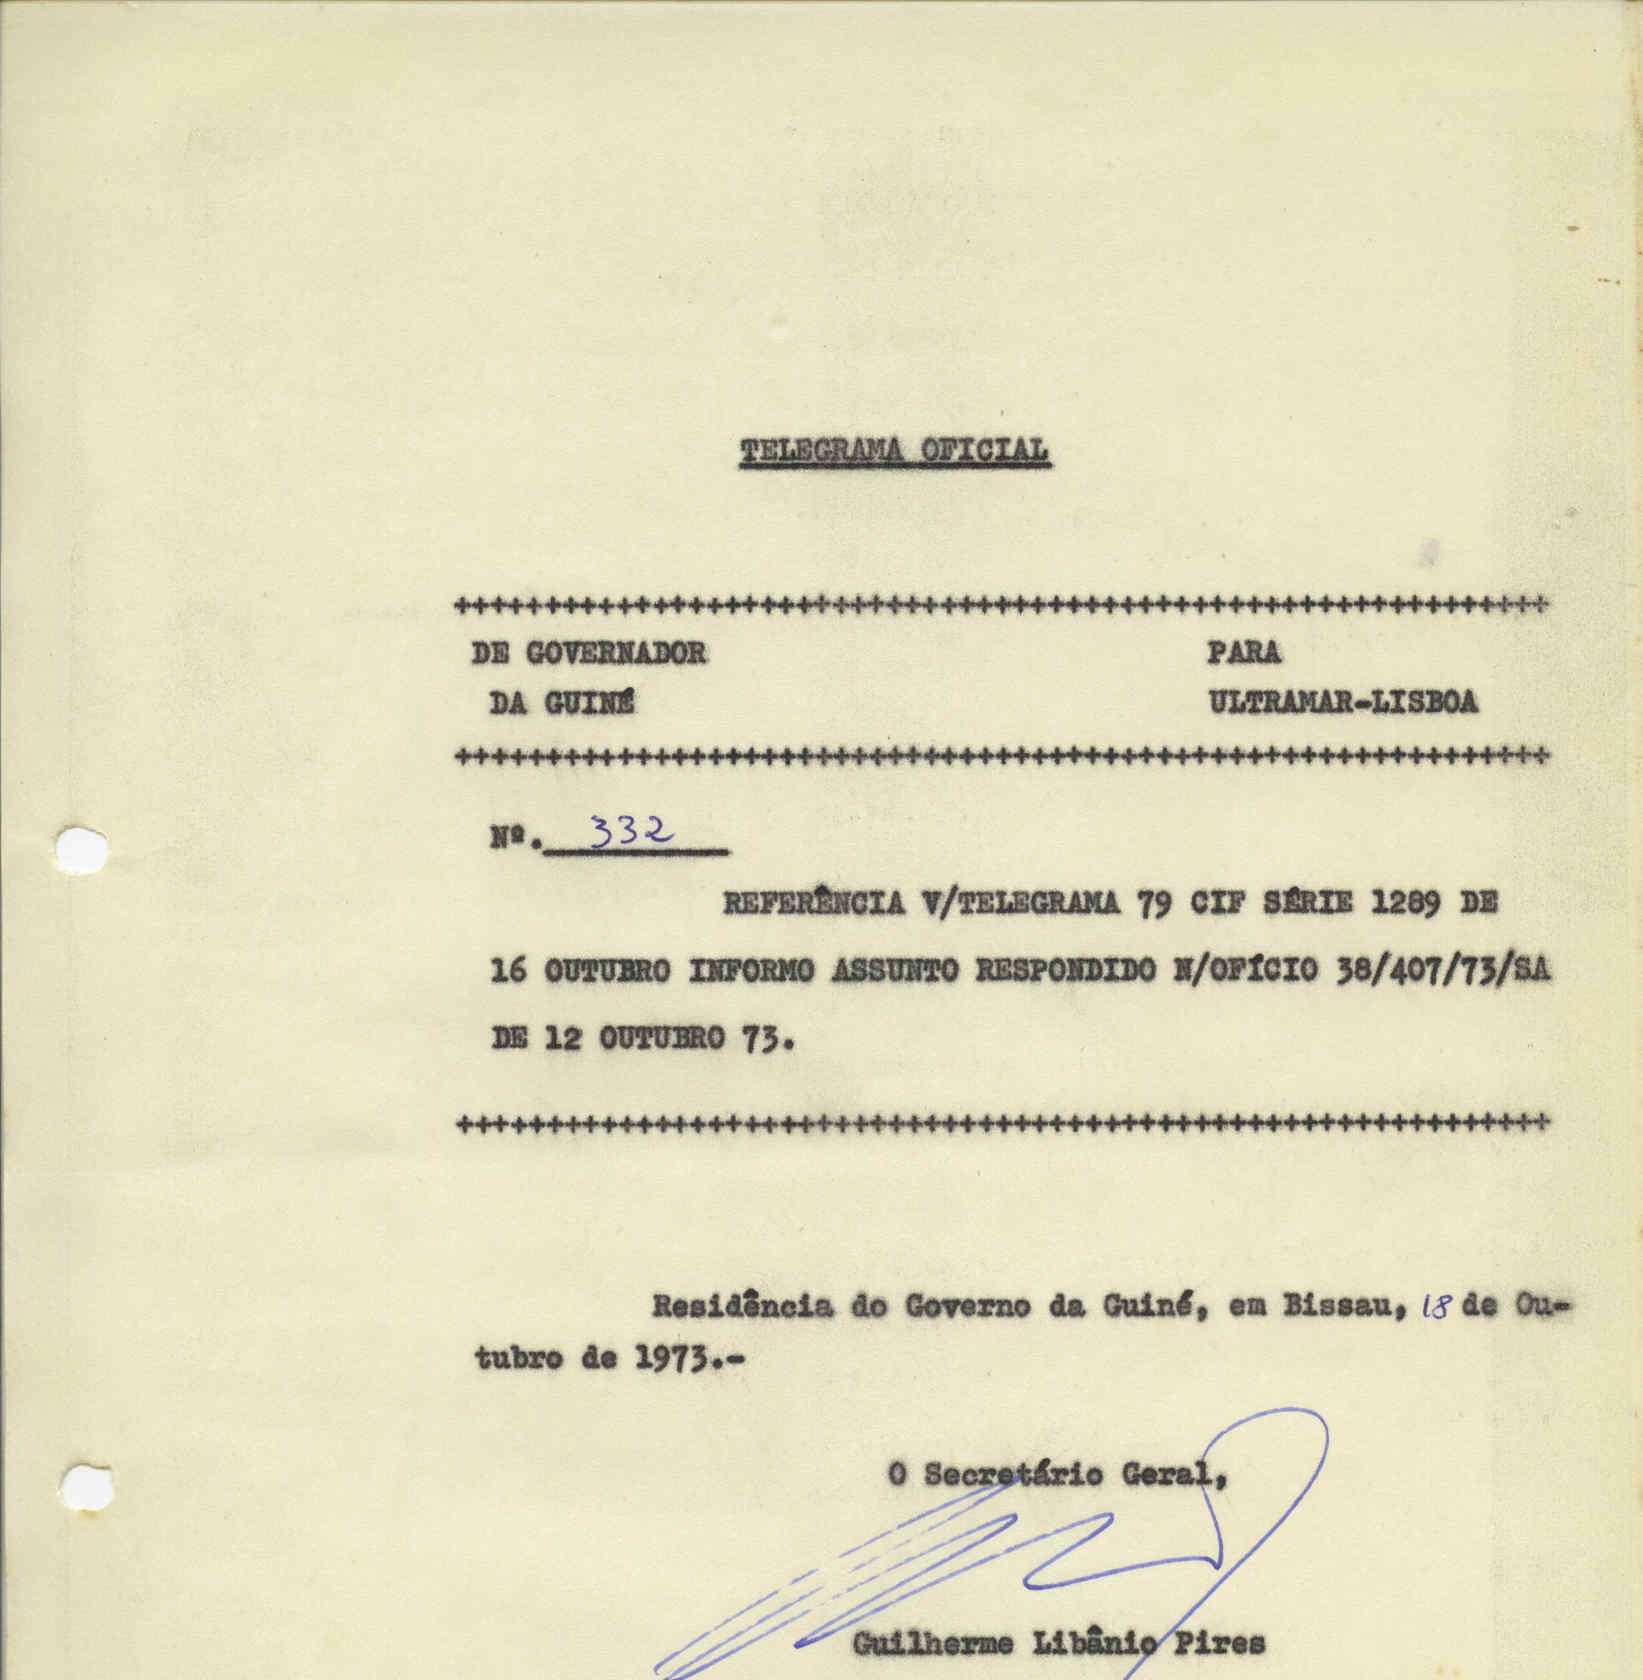 TELEGRAMA OFICIAL
+++++++++++++++++++++++++++++++++++++++++++++++++++++++++++++
DE GOVERNADOR PARA
DA GUINÉ ULTRAMAR-LISBOA
+++++++++++++++++++++++++++++++++++++++++++++++++++++++++++++
Nº. 332
REFERÊNCIA V/TELEGRAMA 79 CIF SÉRIE 1289 DE
16 OUTUBRO INFORMO ASSUNTO RESPONDIDO N/OFÍCIO 38/407/73/SA
DE 12 OUTUBRO 73.
+++++++++++++++++++++++++++++++++++++++++++++++++++++++++++++
Residência do Governo da Guiné, em Bissau, 18 de Ou-
tubro de 1973.-
O Secretário Geral,
Guilherme Libânio Pires